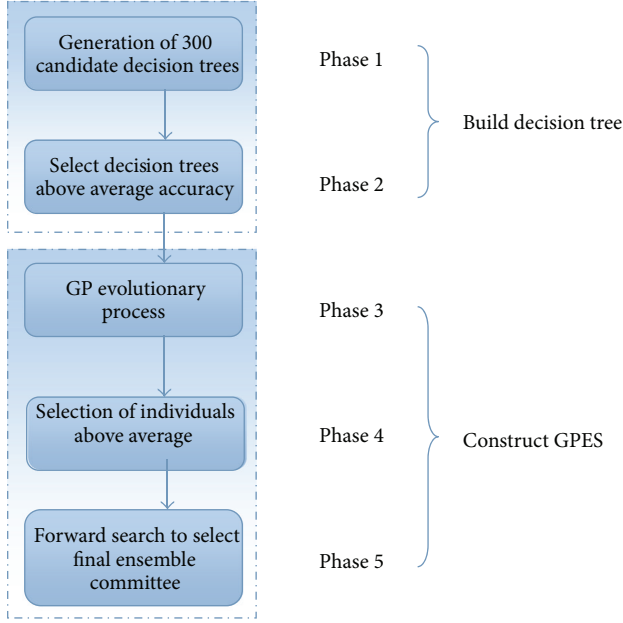 Generation of 300
candidate decision trees
Phase 1
Build decision tree
Select decision trees
above average accuracy
Phase 2
GP evolutionary
process
Phase 3
Selection of individuals
above average
Phase 4
Construct GPES
Forward search to select
final ensemble
committee
Phase 5